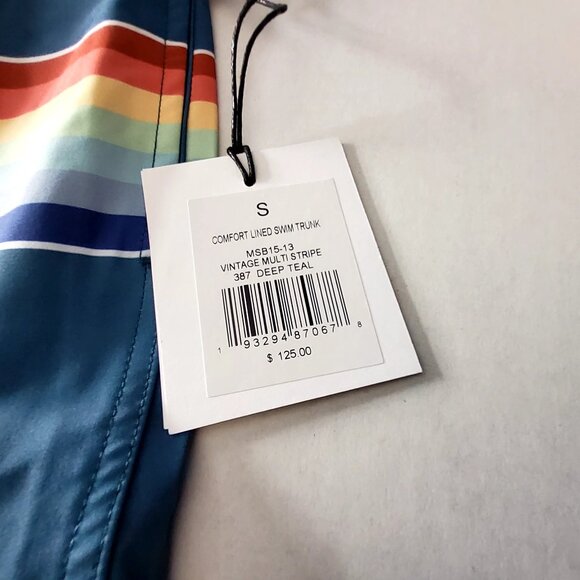 S
COMFORT LINED SWIM TRUNK
MSB15-13
VINTAGE MULTI STRIPE
387 DEEP TEAL
1 93294 87067 8
$ 125.00